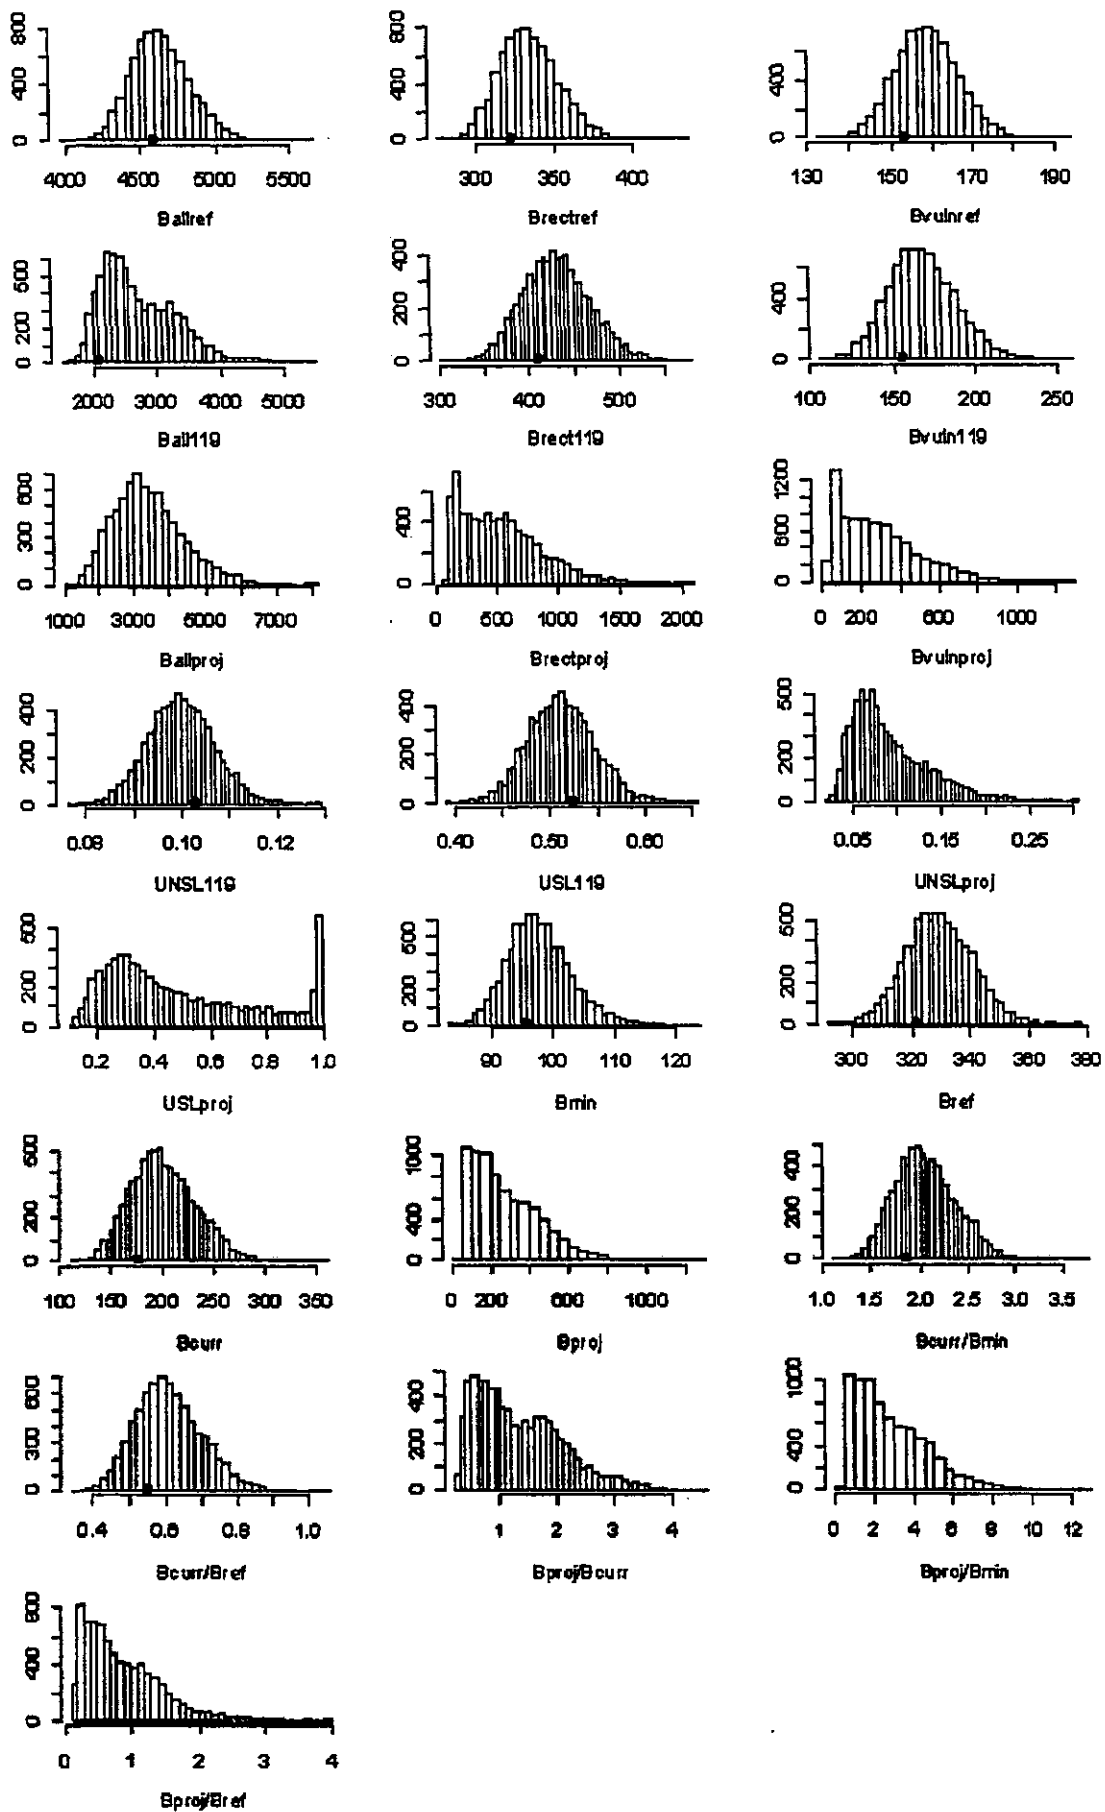 800
400
0
4000 4500 5000 5500
Ballref
800
400
0
300 350 400
Brectref
400
0
130 150 170 190
Bvulnref
500
200
0
2000 3000 4000 5000
Ball119
400
200
0
300 400 500
Brect119
400
0
100 150 200 250
Bvuln119
600
300
0
1000 3000 5000 7000
Ballproj
400
0
0 500 1000 1500 2000
Brectproj
1200
600
0
0 200 600 1000
Bvulnproj
400
200
0
0.08 0.10 0.12
UNSL119
400
200
0
0.40 0.50 0.60
USL119
500
200
0
0.05 0.15 0.25
UNSLproj
500
200
0
0.2 0.4 0.6 0.8 1.0
USLproj
500
200
0
90 100 110 120
Bmin
500
200
0
300 320 340 360 380
Bref
500
200
0
100 150 200 250 300 350
Bcurr
1000
400
0
0 200 600 1000
Bproj
400
200
0
1.0 1.5 2.0 2.5 3.0 3.5
Bcurr/Bmin
600
300
0
0.4 0.6 0.8 1.0
Bcurr/Bref
400
200
0
1 2 3 4
Bproj/Bcurr
1000
400
0
0 2 4 6 8 10 12
Bproj/Bmin
800
400
0
0 1 2 3 4
Bproj/Bref